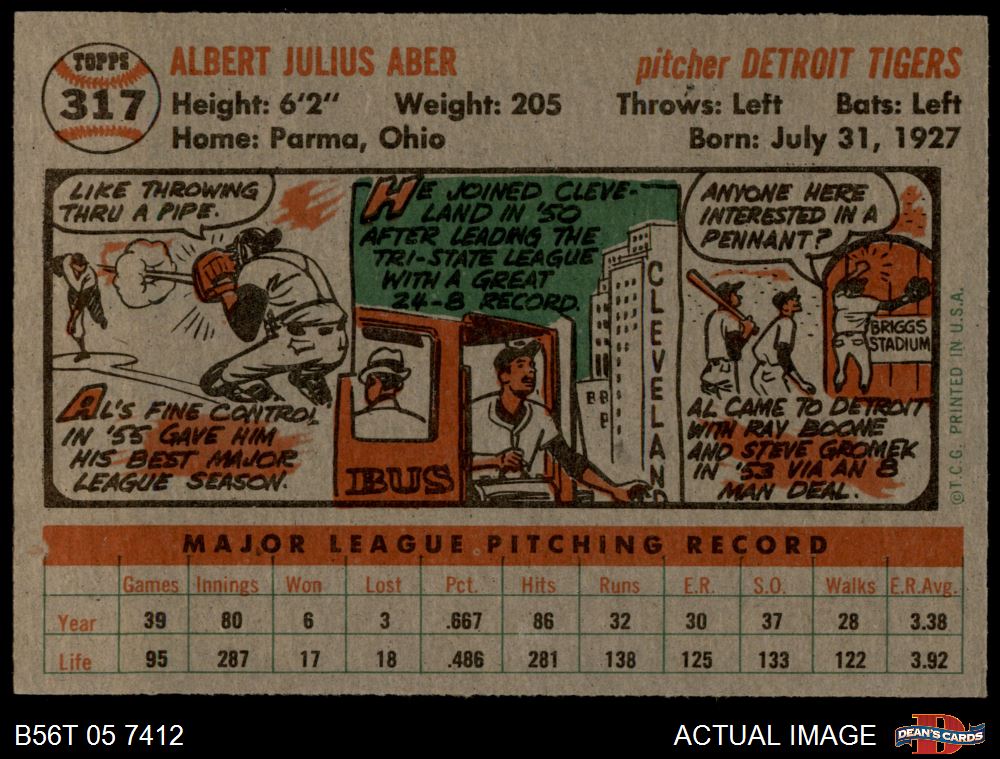 TOPPS
317
ALBERT JULIUS ABER
pitcher DETROIT TIGERS
Height: 6'2" Weight: 205 Throws: Left Bats: Left
Home: Parma, Ohio Born: July 31, 1927
LIKE THROWING
THRU A PIPE.
AL'S FINE CONTROL
IN '55 GAVE HIM
HIS BEST MAJOR
LEAGUE SEASON.
HE JOINED CLEVE-
LAND IN '50
AFTER LEADING THE
TRI-STATE LEAGUE
WITH A GREAT
24-8 RECORD.
BUS
CLEVELAND
ANYONE HERE
INTERESTED IN A
PENNANT?
BRIGGS
STADIUM
AL CAME TO DETROIT
WITH RAY BOONE
AND STEVE GROMEK
IN '53 VIA AN 8
MAN DEAL.
©T.C.G. PRINTED IN U.S.A.
MAJOR LEAGUE PITCHING RECORD
Games Innings Won Lost Pct. Hits Runs E.R. S.O. Walks E.R.Avg.
Year 39 80 6 3 .667 86 32 30 37 28 3.38
Life 95 287 17 18 .486 281 138 125 133 122 3.92
B56T 05 7412
ACTUAL IMAGE
DEAN'S CARDS